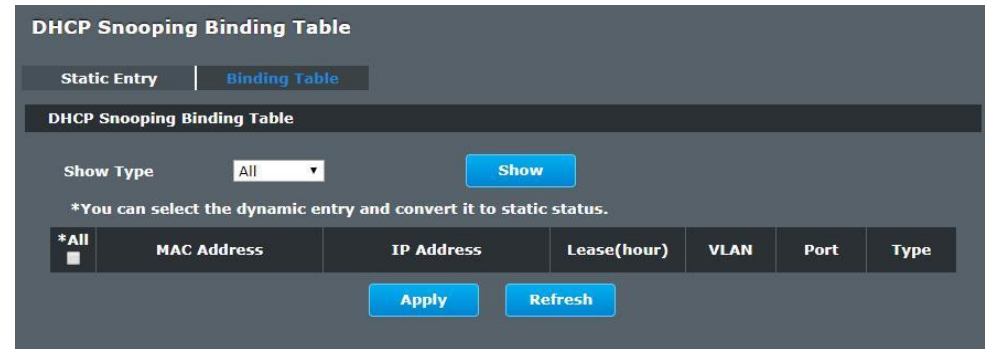 DHCP Snooping Binding Table
Static Entry Binding Table
DHCP Snooping Binding Table
Show Type All Show
*You can select the dynamic entry and convert it to static status.
*All MAC Address IP Address Lease(hour) VLAN Port Type
Apply Refresh